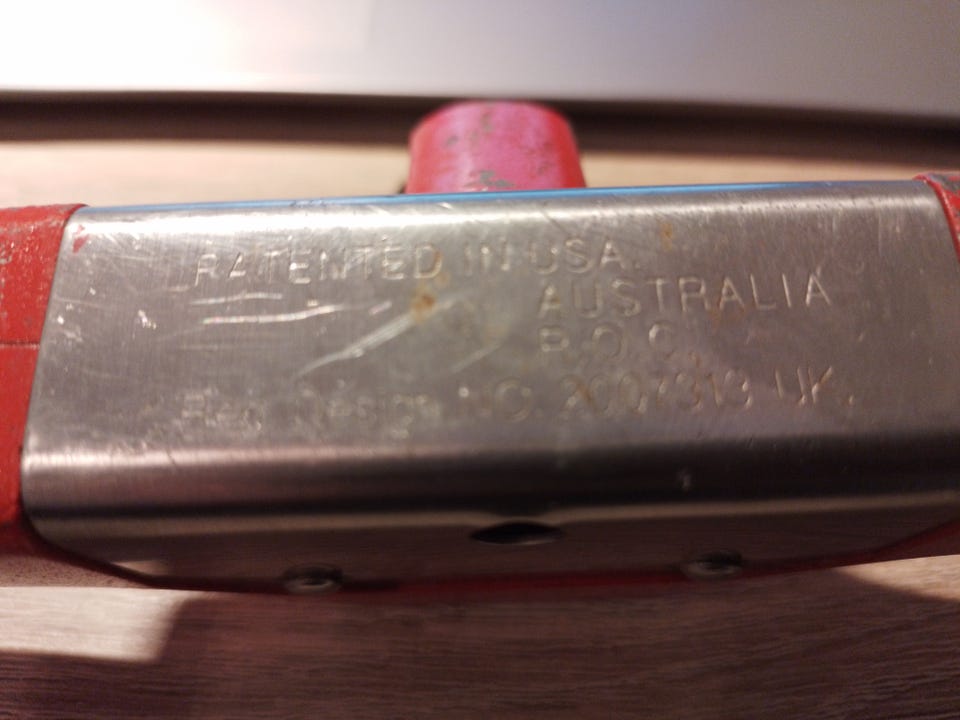 PATENTED IN USA.
AUSTRALIA
R.O.C.
Reg. Design NO. 2007313 UK.